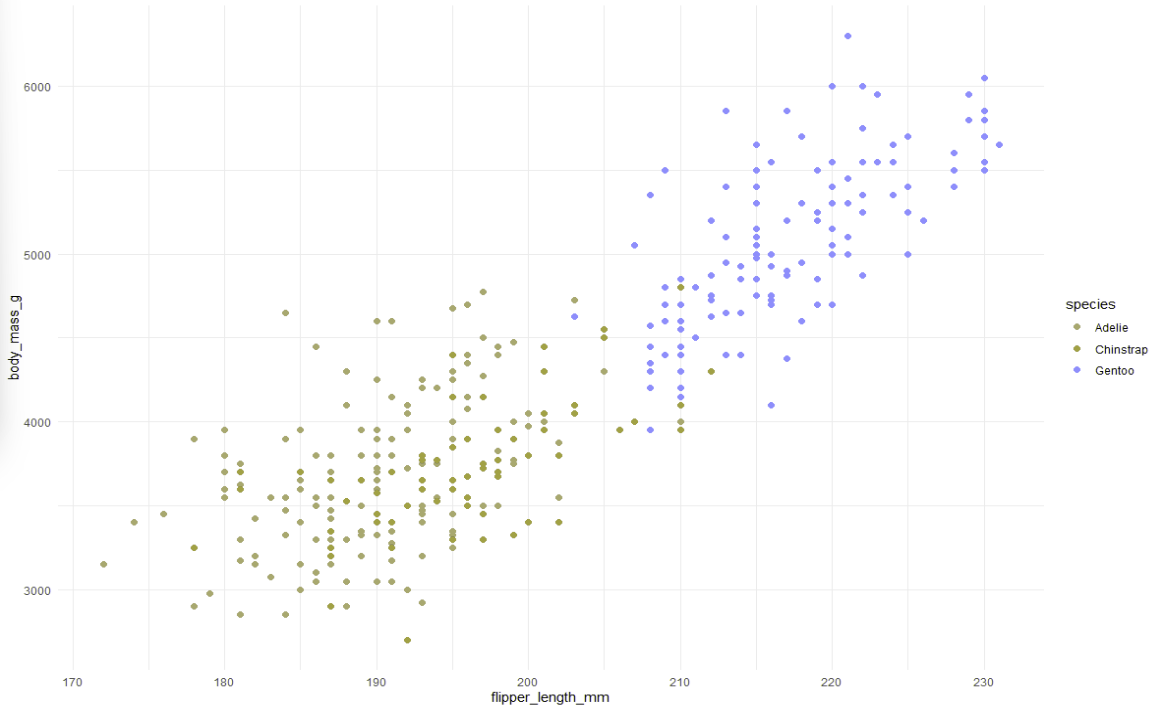 6000
5000
4000
3000
body_mass_g
170 180 190 200 210 220 230
flipper_length_mm
species
Adelie
Chinstrap
Gentoo